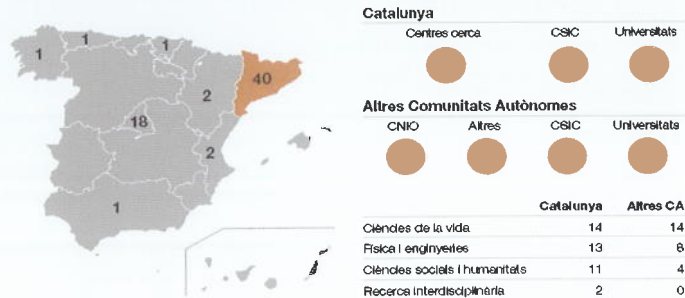 1
1
1
2
40
18
2
1
Catalunya
Centres cerca CSIC Universitats
Altres Comunitats Autònomes
CNIO Altres CSIC Universitats
Catalunya Altres CA
Ciències de la vida 14 14
Física i enginyeries 13 8
Ciències socials i humanitats 11 4
Recerca interdisciplinària 2 0